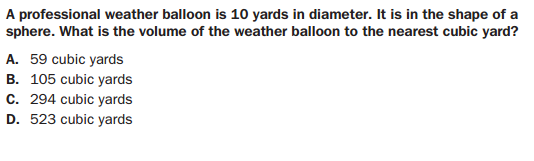 A professional weather balloon is 10 yards in diameter. It is in the shape of a
sphere. What is the volume of the weather balloon to the nearest cubic yard?
A. 59 cubic yards
B. 105 cubic yards
C. 294 cubic yards
D. 523 cubic yards